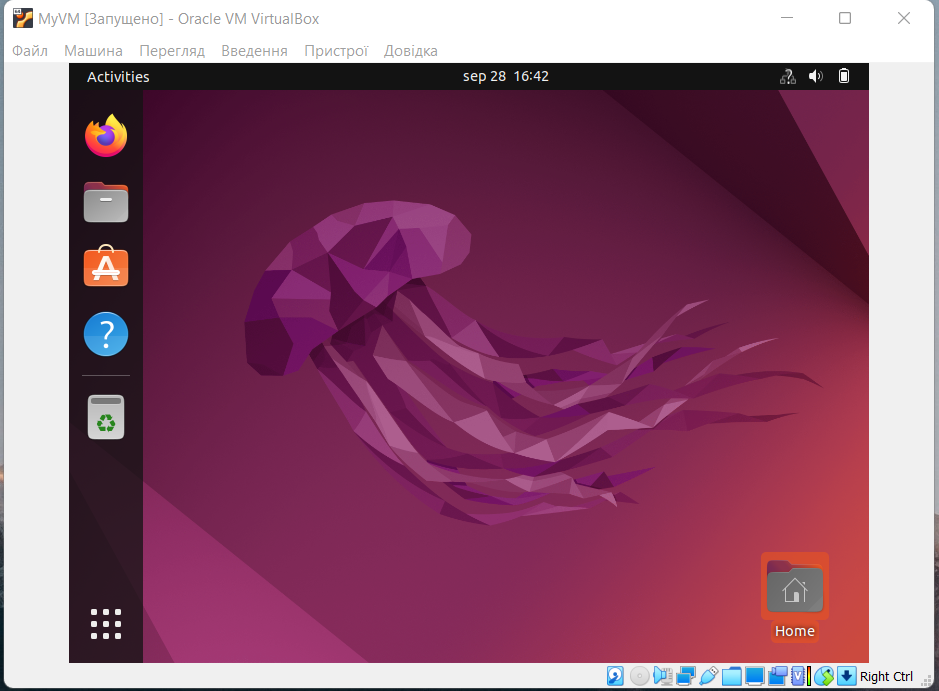 MyVM [Запущено] - Oracle VM VirtualBox
Файл Машина Перегляд Введення Пристрої Довідка
Activities sep 28 16:42
Home
Right Ctrl